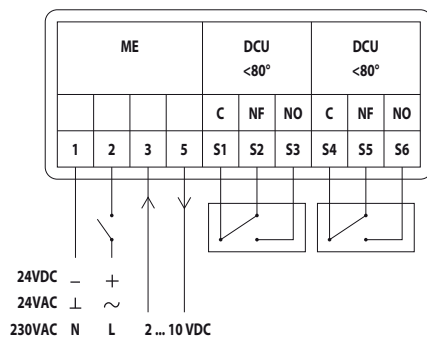 ME DCU DCU
<80° <80°
C NF NO C NF NO
1 2 3 5 S1 S2 S3 S4 S5 S6
24VDC – +
24VAC ⊥ ~
230VAC N L 2 ... 10 VDC